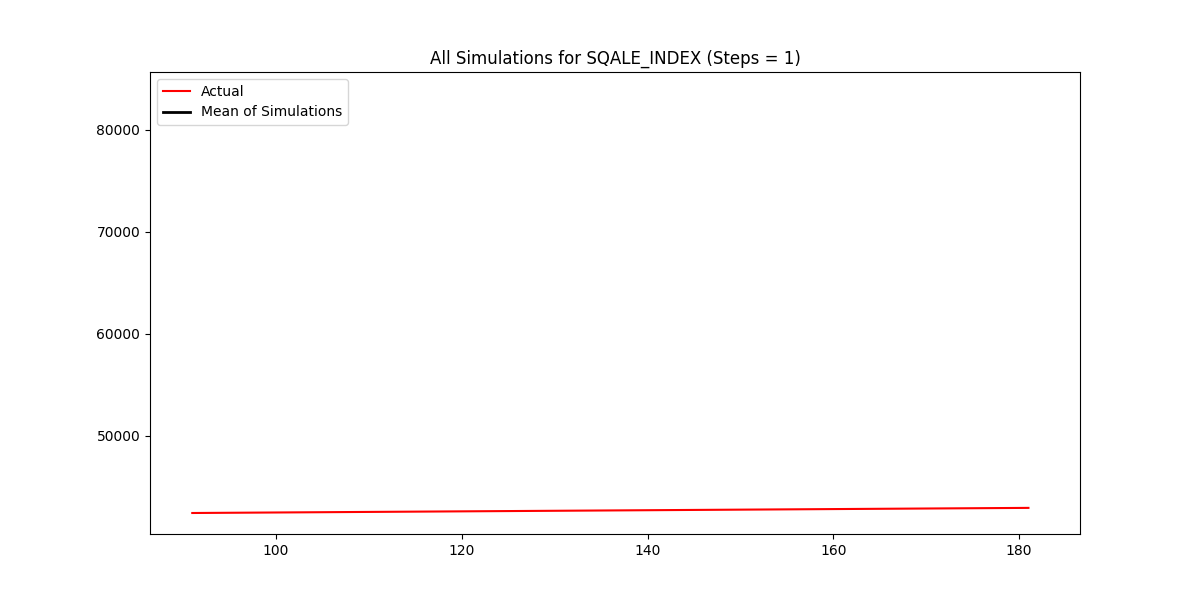 All Simulations for SQALE_INDEX (Steps = 1)
Actual
Mean of Simulations
80000
70000
60000
50000
100 120 140 160 180